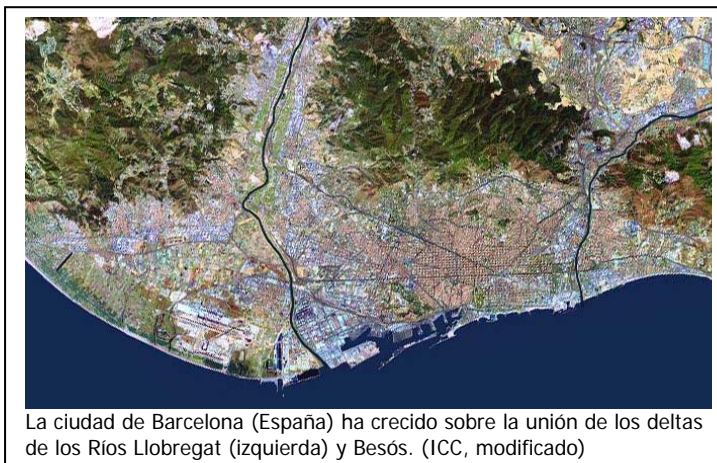 La ciudad de Barcelona (España) ha crecido sobre la unión de los deltas
de los Ríos Llobregat (izquierda) y Besós. (ICC, modificado)